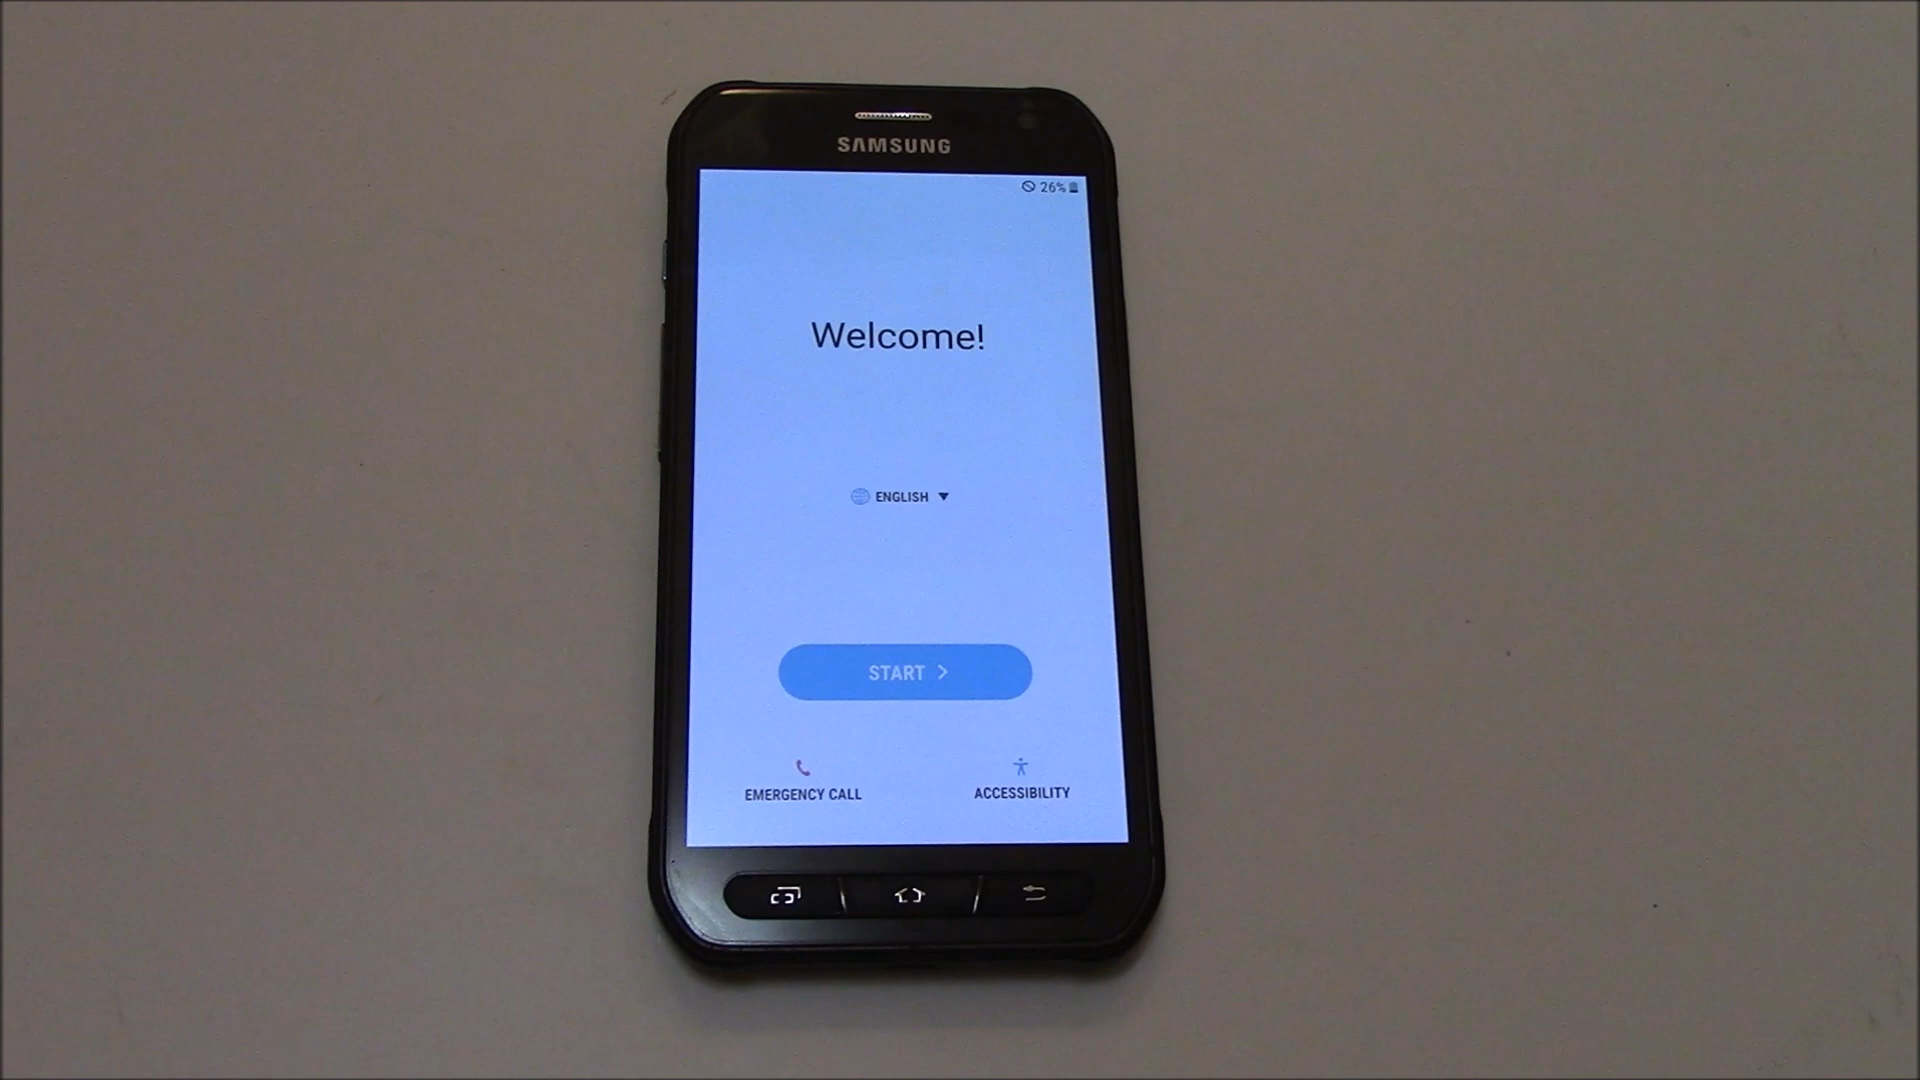 SAMSUNG
26%
Welcome!
ENGLISH
START
EMERGENCY CALL
ACCESSIBILITY